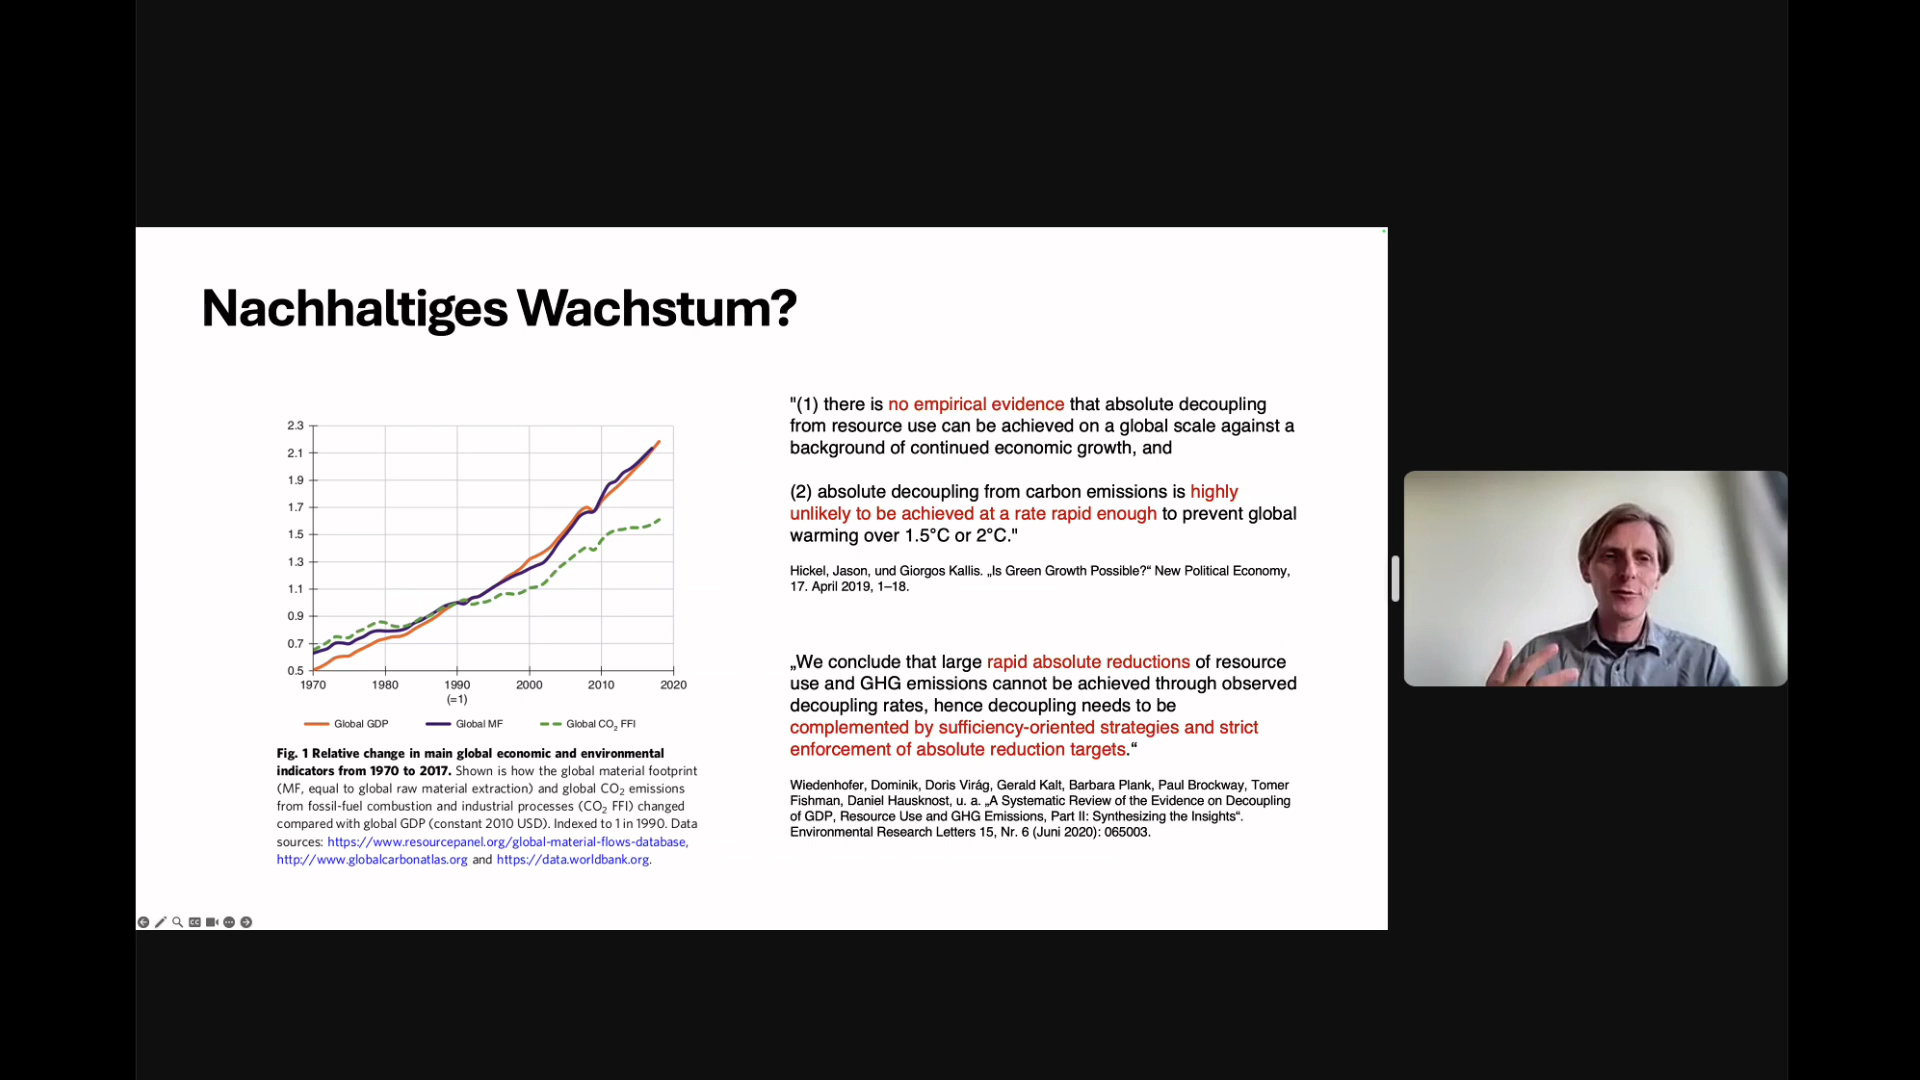 Nachhaltiges Wachstum?
2.3
2.1
1.9
1.7
1.5
1.3
1.1
0.9
0.7
0.5
1970 1980 1990 2000 2010 2020
(=1)
Global GDP Global MF Global CO₂ FFI
Fig. 1 Relative change in main global economic and environmental
indicators from 1970 to 2017. Shown is how the global material footprint
(MF, equal to global raw material extraction) and global CO₂ emissions
from fossil-fuel combustion and industrial processes (CO₂ FFI) changed
compared with global GDP (constant 2010 USD). Indexed to 1 in 1990. Data
sources: https://www.resourcepanel.org/global-material-flows-database,
http://www.globalcarbonatlas.org and https://data.worldbank.org.
"(1) there is no empirical evidence that absolute decoupling
from resource use can be achieved on a global scale against a
background of continued economic growth, and
(2) absolute decoupling from carbon emissions is highly
unlikely to be achieved at a rate rapid enough to prevent global
warming over 1.5°C or 2°C."
Hickel, Jason, und Giorgos Kallis. „Is Green Growth Possible?“ New Political Economy,
17. April 2019, 1–18.
„We conclude that large rapid absolute reductions of resource
use and GHG emissions cannot be achieved through observed
decoupling rates, hence decoupling needs to be
complemented by sufficiency-oriented strategies and strict
enforcement of absolute reduction targets.“
Wiedenhofer, Dominik, Doris Virág, Gerald Kalt, Barbara Plank, Paul Brockway, Tomer
Fishman, Daniel Hausknost, u. a. „A Systematic Review of the Evidence on Decoupling
of GDP, Resource Use and GHG Emissions, Part II: Synthesizing the Insights“.
Environmental Research Letters 15, Nr. 6 (Juni 2020): 065003.